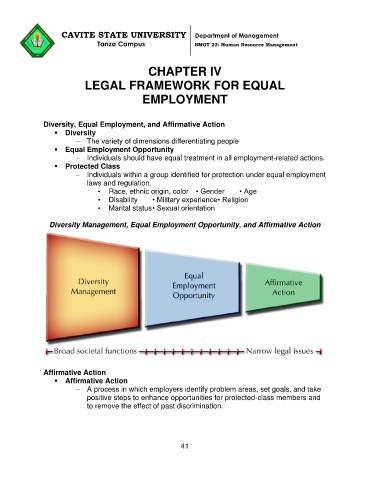 CAVITE STATE UNIVERSITY
Tanza Campus
Department of Management
BMGT 23: Human Resource Management
CHAPTER IV
LEGAL FRAMEWORK FOR EQUAL
EMPLOYMENT
Diversity, Equal Employment, and Affirmative Action
▪ Diversity
– The variety of dimensions differentiating people
▪ Equal Employment Opportunity
– Individuals should have equal treatment in all employment-related actions.
▪ Protected Class
– Individuals within a group identified for protection under equal employment
laws and regulation.
• Race, ethnic origin, color • Gender • Age
• Disability • Military experience• Religion
• Marital status• Sexual orientation
Diversity Management, Equal Employment Opportunity, and Affirmative Action
Diversity
Management
Equal
Employment
Opportunity
Affirmative
Action
Broad societal functions
Narrow legal issues
Affirmative Action
▪ Affirmative Action
– A process in which employers identify problem areas, set goals, and take
positive steps to enhance opportunities for protected-class members and
to remove the effect of past discrimination.
41